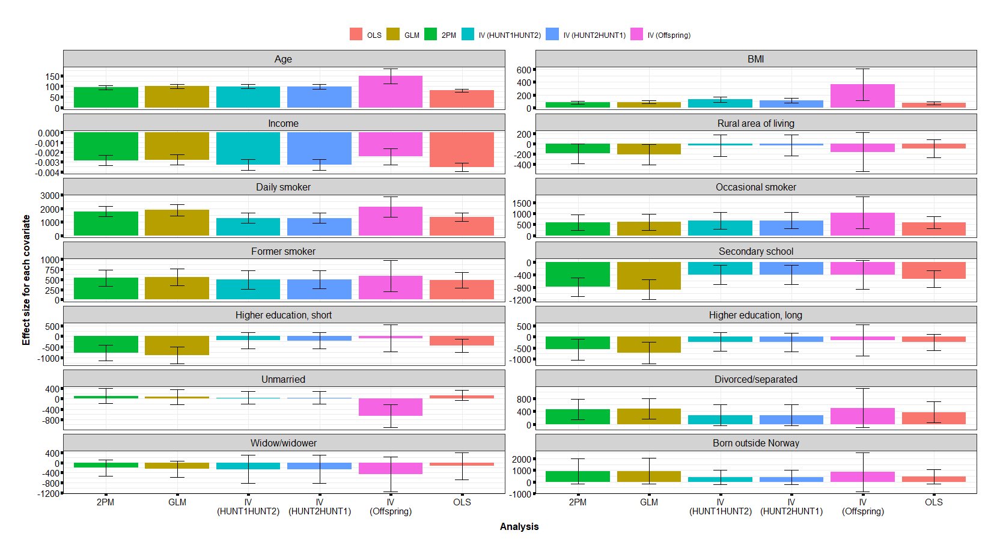 OLS GLM 2PM IV (HUNT1HUNT2) IV (HUNT2HUNT1) IV (Offspring)
Effect size for each covariate
Age
150
100
50
0
BMI
600
400
200
0
Income
0.000
-0.001
-0.002
-0.003
-0.004
Rural area of living
200
0
-200
-400
Daily smoker
3000
2000
1000
0
Occasional smoker
1500
1000
500
0
Former smoker
1000
750
500
250
0
Secondary school
0
-400
-800
-1200
Higher education, short
500
0
-500
-1000
Higher education, long
500
0
-500
-1000
Unmarried
400
0
-400
-800
Divorced/separated
800
400
0
Widow/widower
400
0
-400
-800
-1200
Born outside Norway
2000
1000
0
-1000
2PM GLM IV IV IV OLS
(HUNT1HUNT2) (HUNT2HUNT1) (Offspring)
2PM GLM IV IV IV OLS
(HUNT1HUNT2) (HUNT2HUNT1) (Offspring)
Analysis